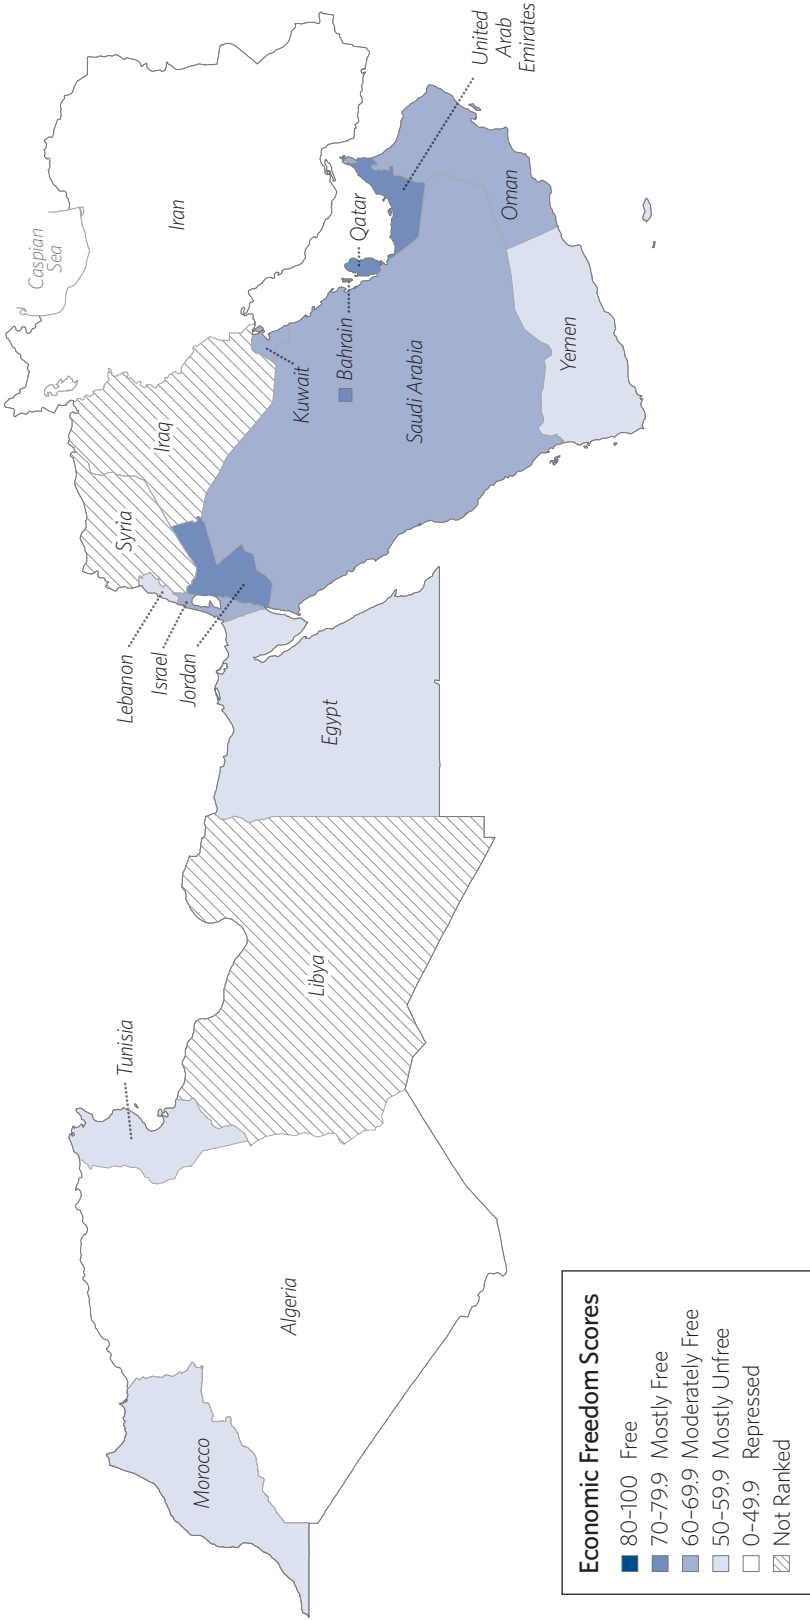 Caspian
Sea
Iran
United
Arab
Emirates
Qatar
Oman
Iraq
Syria
Kuwait
Bahrain
Saudi Arabia
Yemen
Lebanon
Israel
Jordan
Egypt
Libya
Tunisia
Algeria
Morocco
Economic Freedom Scores
80–100 Free
70–79.9 Mostly Free
60–69.9 Moderately Free
50–59.9 Mostly Unfree
0–49.9 Repressed
Not Ranked